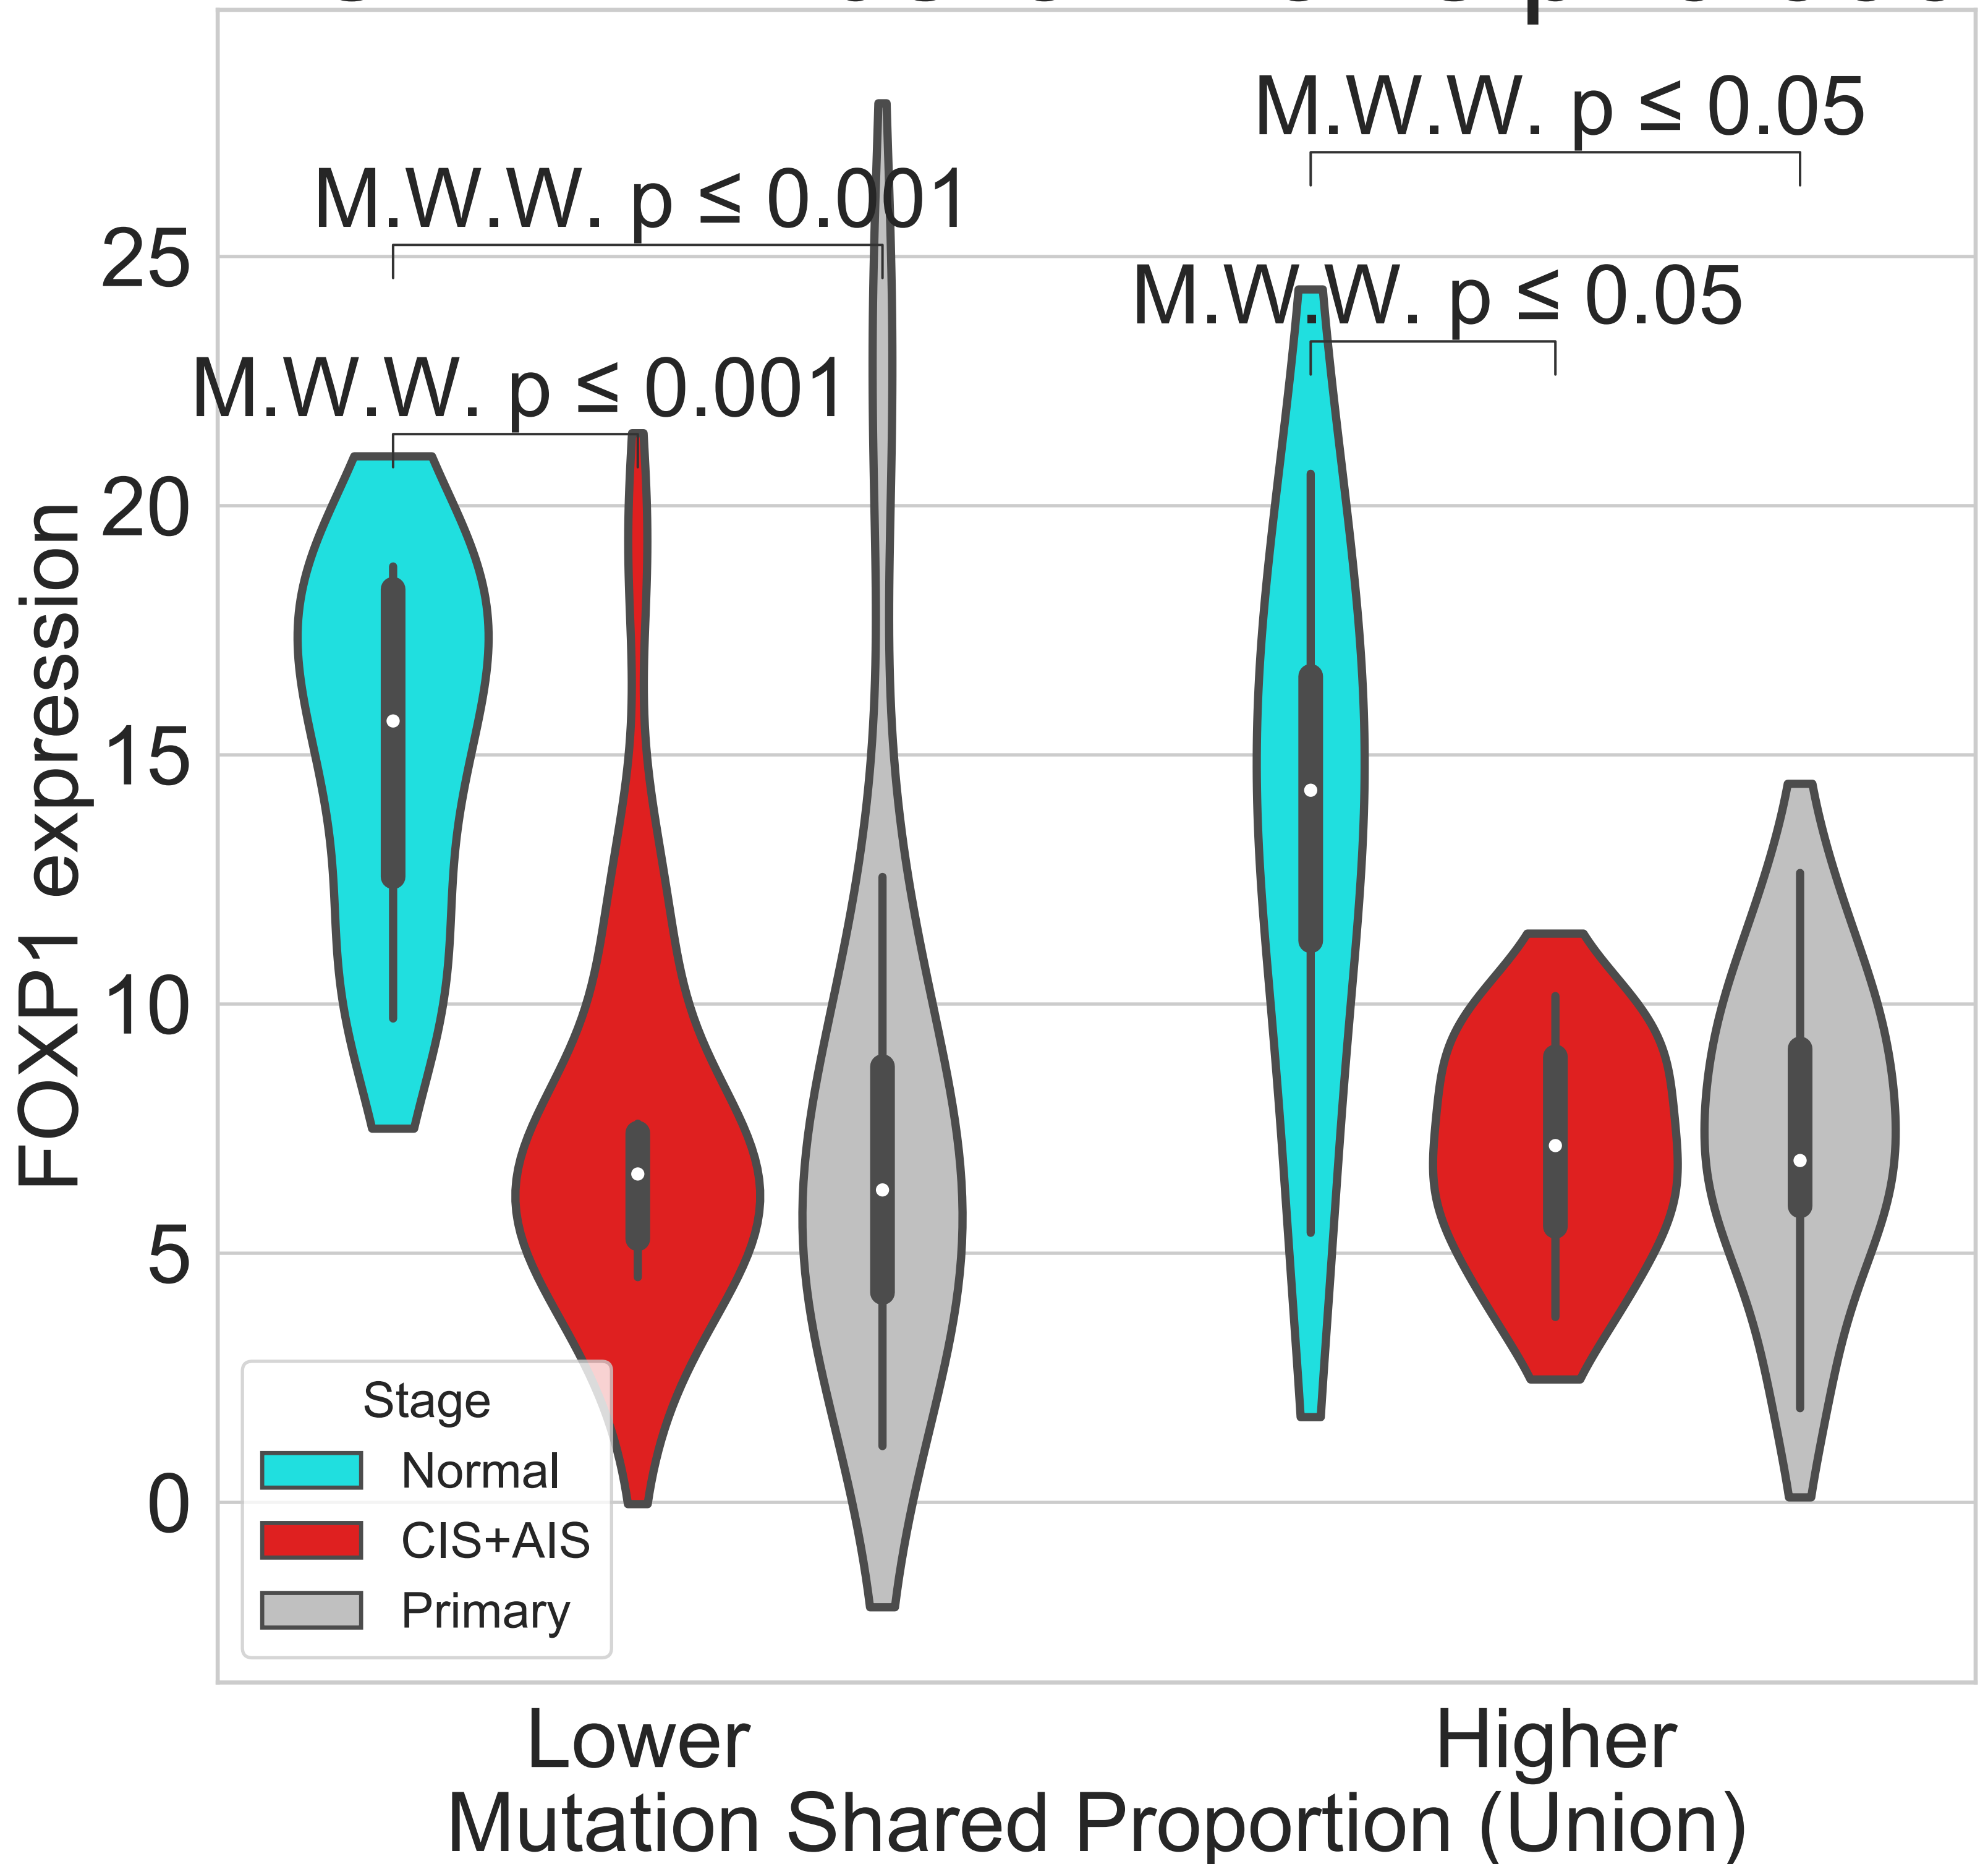 M.W.W. p ≤ 0.05
M.W.W. p ≤ 0.001
M.W.W. p ≤ 0.05
M.W.W. p ≤ 0.001
25
20
15
10
5
0
FOXP1 expression
Stage
Normal
CIS+AIS
Primary
Lower
Higher
Mutation Shared Proportion (Union)